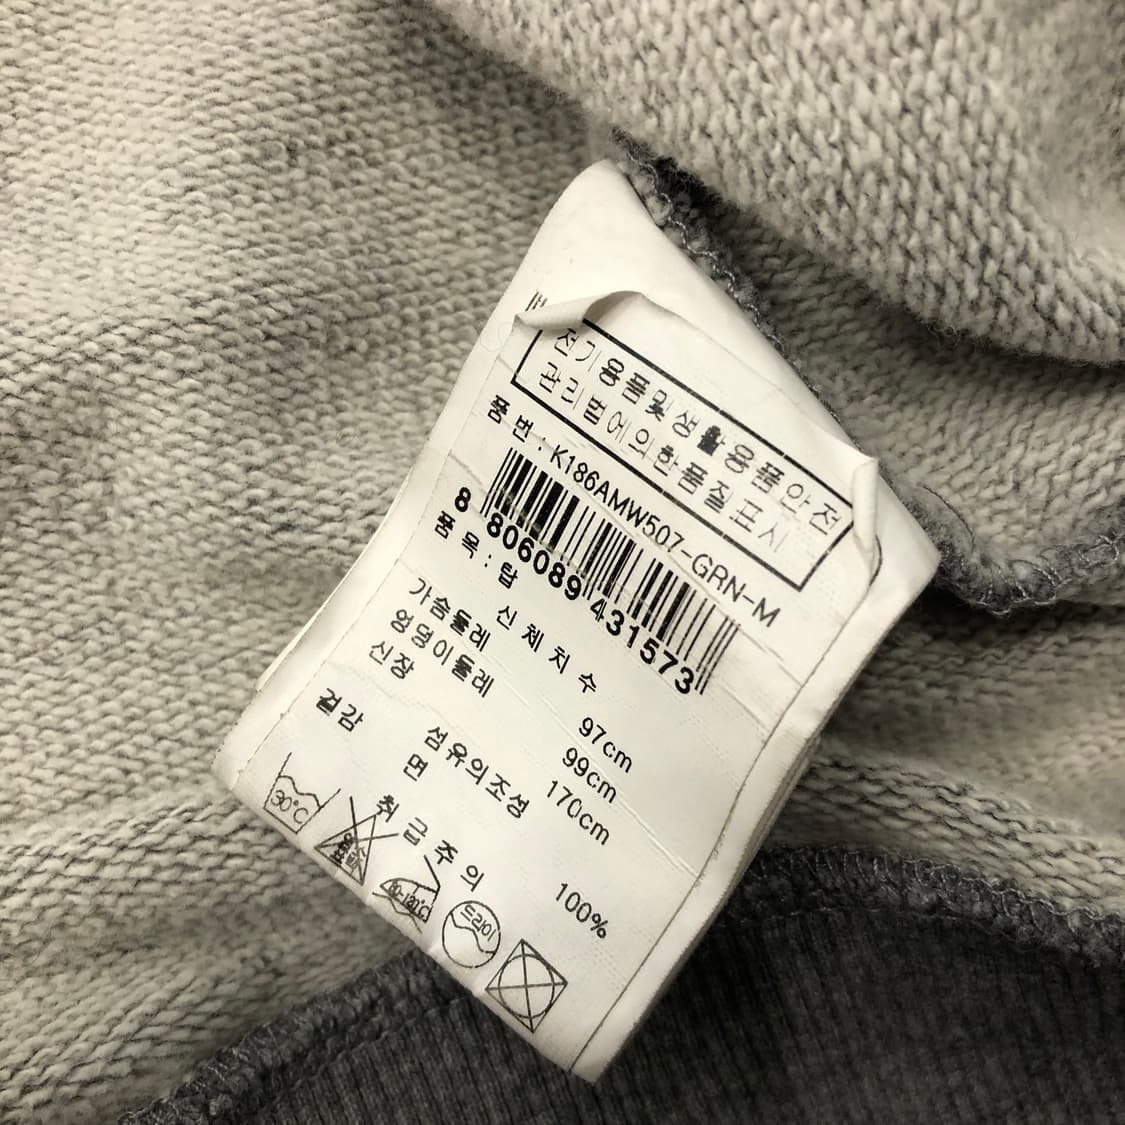 전기용품및생활용품안전
관리법에의한품질표시
품번:K186AMW507-GRN-M
8 806089 431573
품목:탑
신체치수
가슴둘레 97cm
엉덩이둘레 99cm
신장 170cm
섬유의조성
겉감 면 100%
취급주의
30°C
드라이